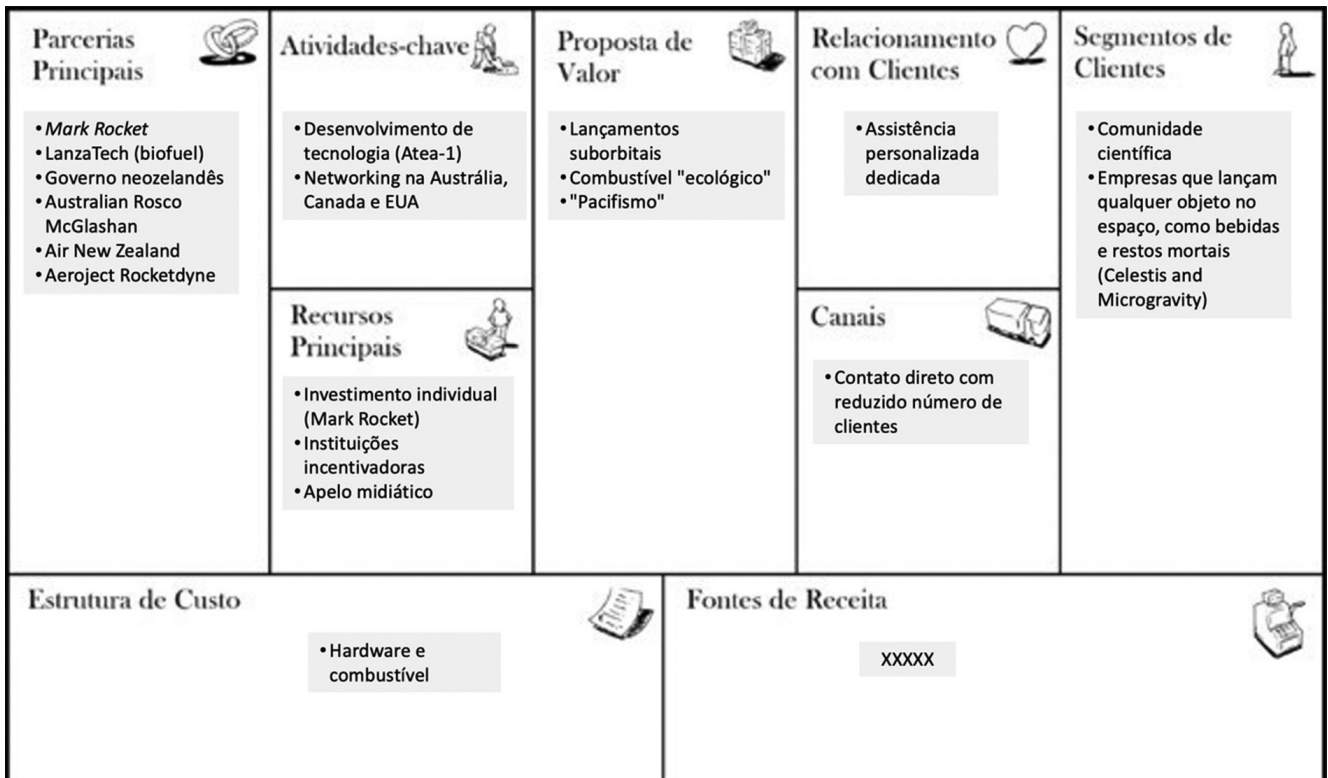 Parcerias
Principais
• Mark Rocket
• LanzaTech (biofuel)
• Governo neozelandês
• Australian Rosco
McGlashan
• Air New Zealand
• Aeroject Rocketdyne
Atividades-chave
• Desenvolvimento de
tecnologia (Atea-1)
• Networking na Austrália,
Canada e EUA
Recursos
Principais
• Investimento individual
(Mark Rocket)
• Instituições
incentivadoras
• Apelo midiático
Proposta de
Valor
• Lançamentos
suborbitais
• Combustível "ecológico"
• "Pacifismo"
Relacionamento
com Clientes
• Assistência
personalizada
dedicada
Canais
• Contato direto com
reduzido número de
clientes
Segmentos de
Clientes
• Comunidade
científica
• Empresas que lançam
qualquer objeto no
espaço, como bebidas
e restos mortais
(Celestis and
Microgravity)
Estrutura de Custo
• Hardware e
combustível
Fontes de Receita
XXXXX